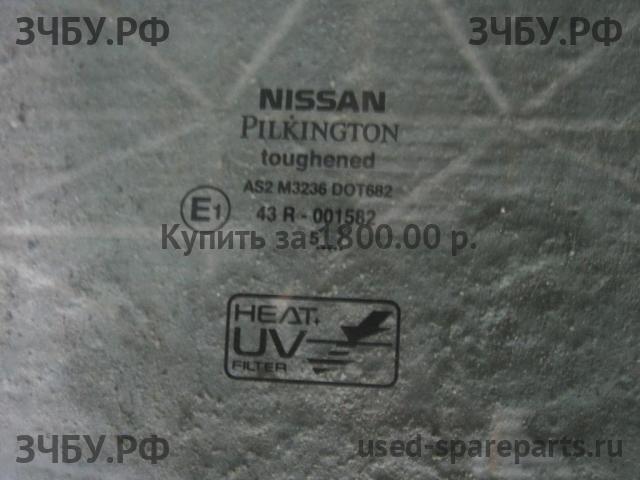 ЗЧБУ.РФ ЗЧБУ.РФ
NISSAN
PILKINGTON
toughened
AS2 M3236 DOT682
E1 43 R - 001582
Купить за 1800.00 р.
5
HEAT+
UV
FILTER
ЗЧБУ.РФ used-spareparts.ru